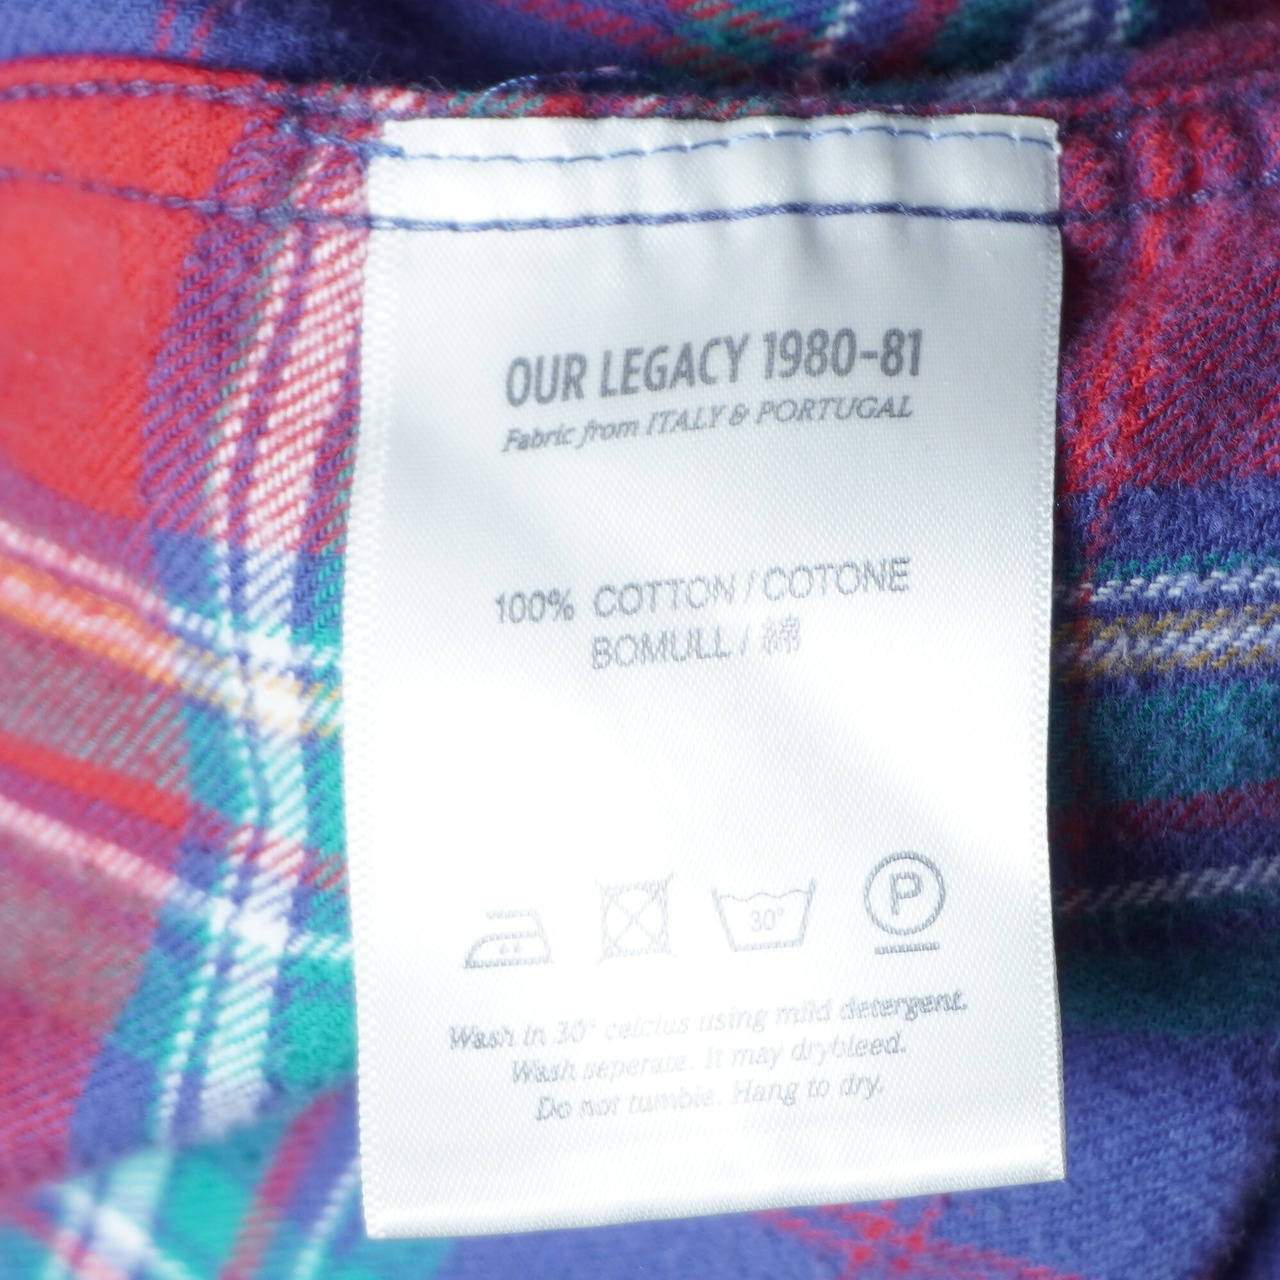 OUR LEGACY 1980-81
Fabric from ITALY & PORTUGAL
100% COTTON / COTONE
BOMULL / 綿
30°
P
Wash in 30° celcius using mild detergent.
Wash seperate. It may drybleed.
Do not tumble. Hang to dry.